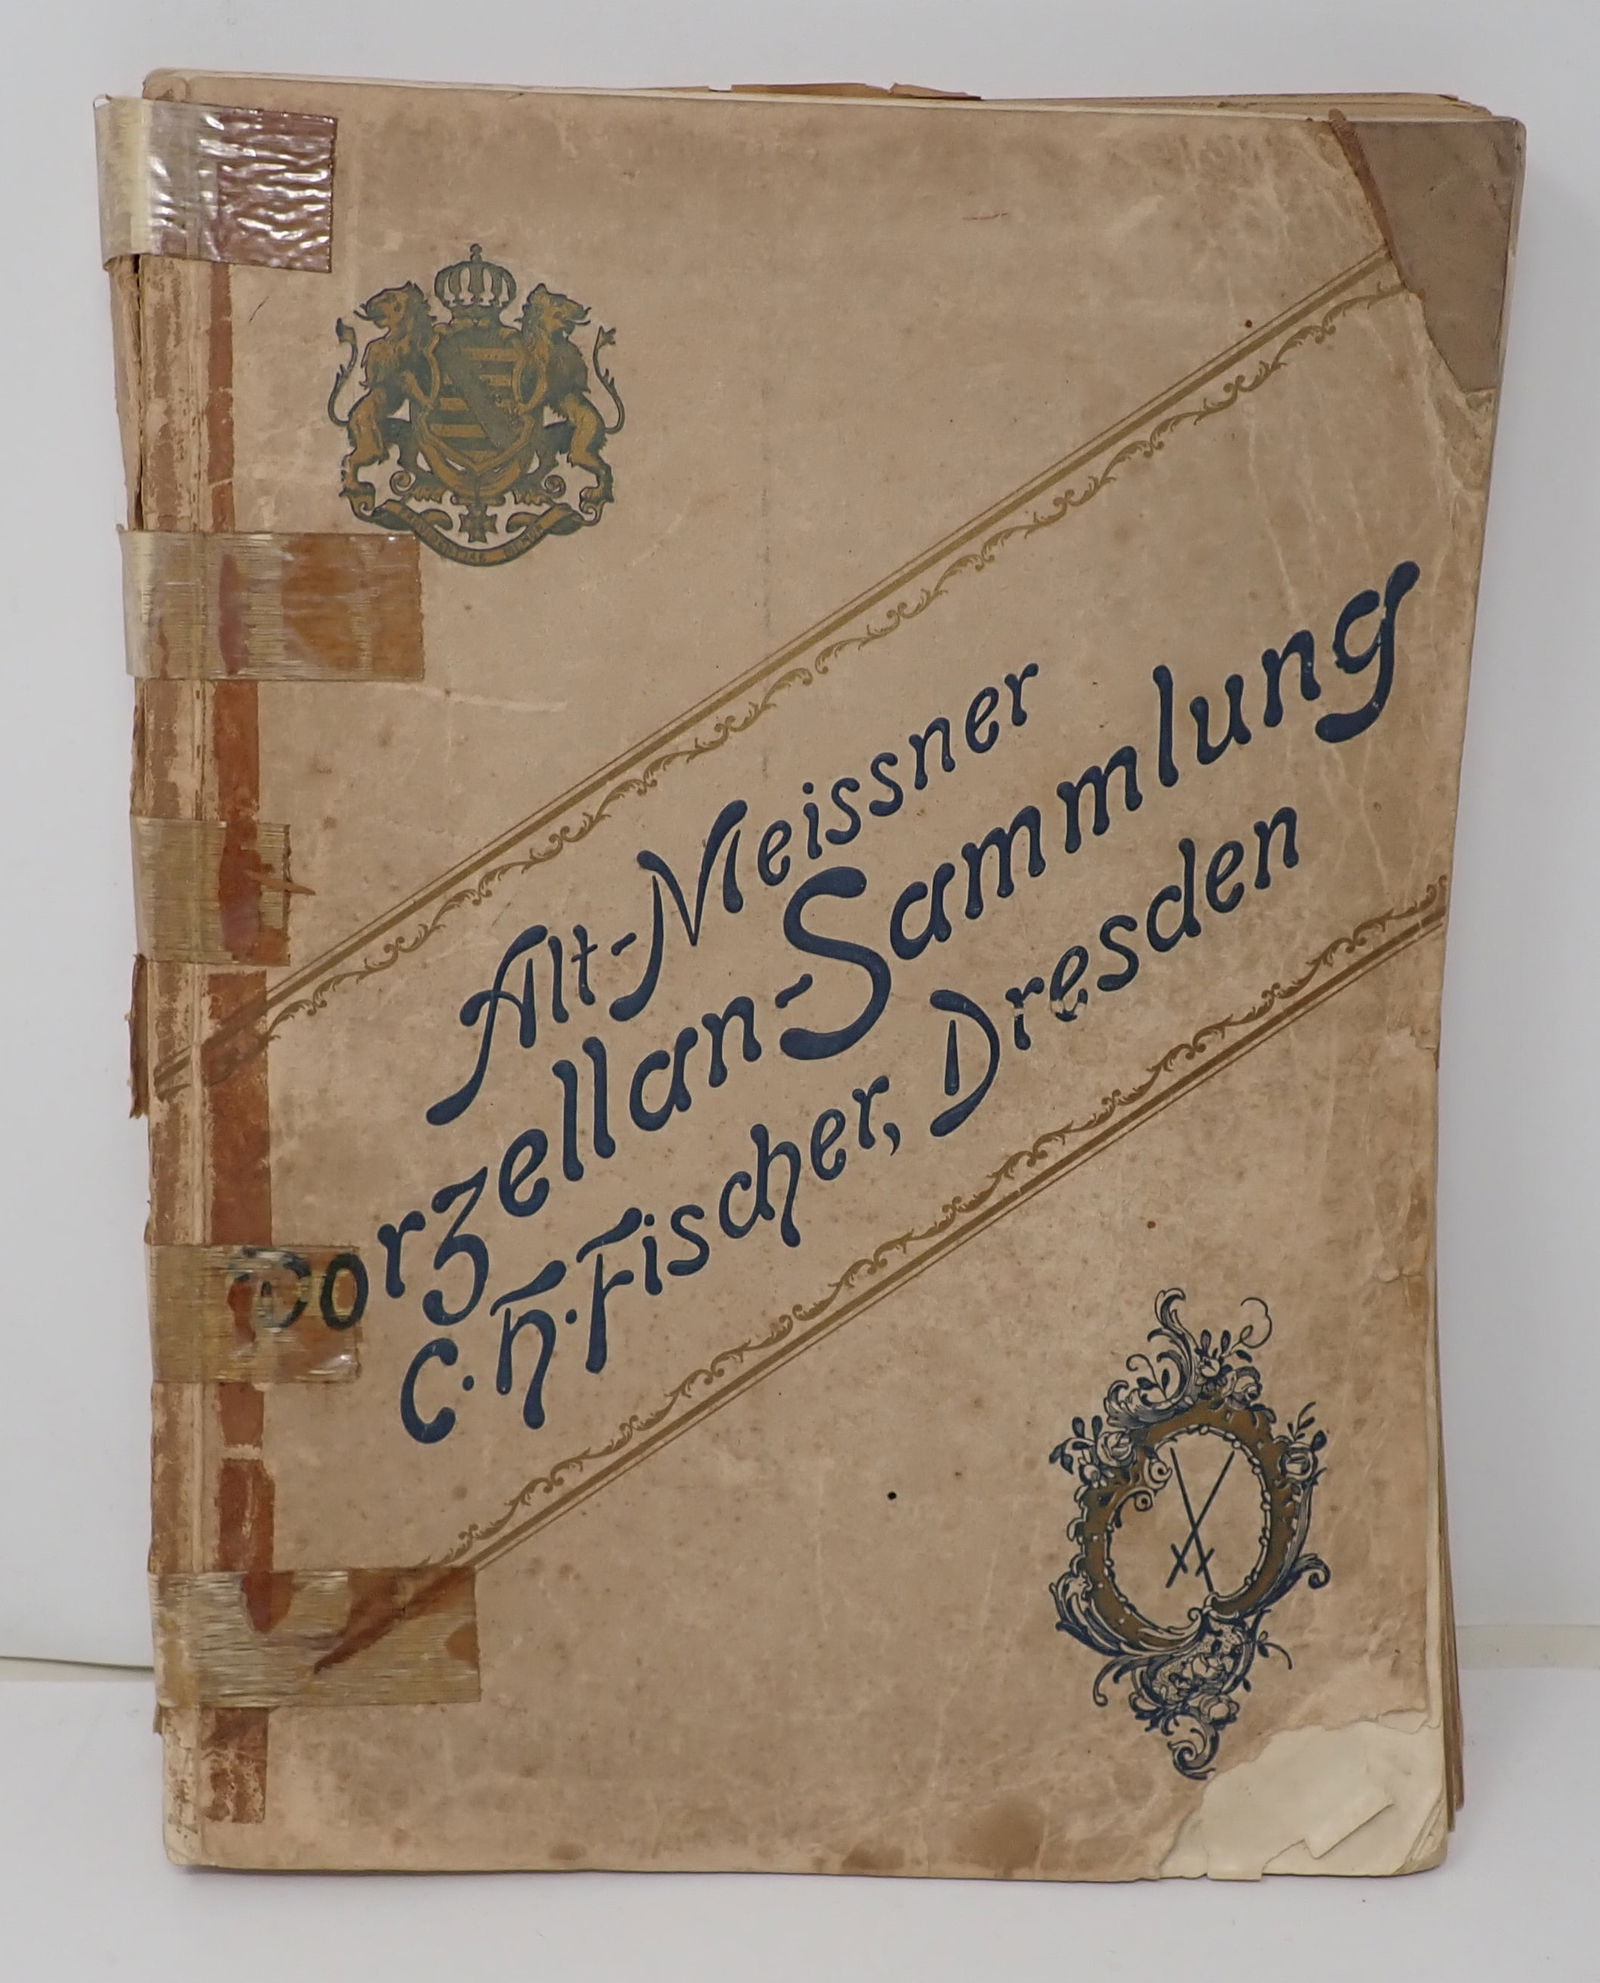 Alt-Meissner
Porzellan-Sammlung
C. H. Fischer, Dresden